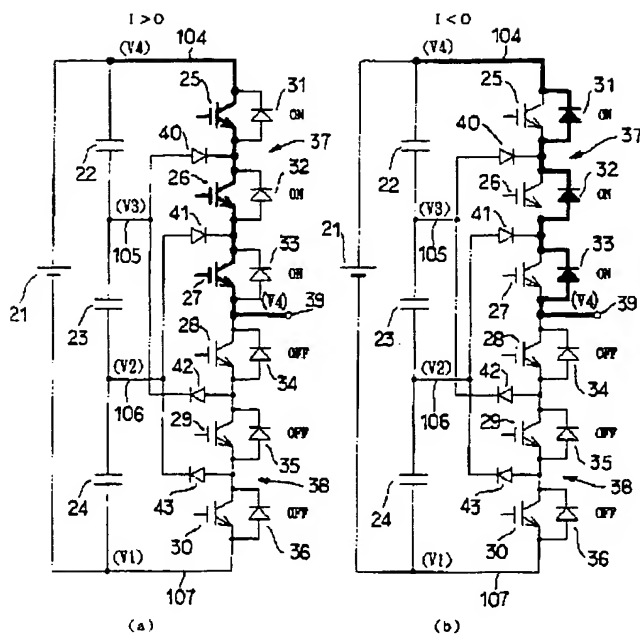 I > 0
(V4)
104
25
31
ON
40
37
22
26
32
ON
(V3)
41
105
33
21
ON
27
(V4)
39
23
28
OFF
(V2)
42
34
106
29
OFF
35
24
43
38
OFF
30
36
(V1)
107
(a)
I < 0
(V4)
104
25
31
ON
40
37
22
26
32
ON
(V3)
41
105
33
21
ON
27
(V4)
39
23
28
OFF
(V2)
42
34
106
29
OFF
35
24
43
38
OFF
30
36
(V1)
107
(b)